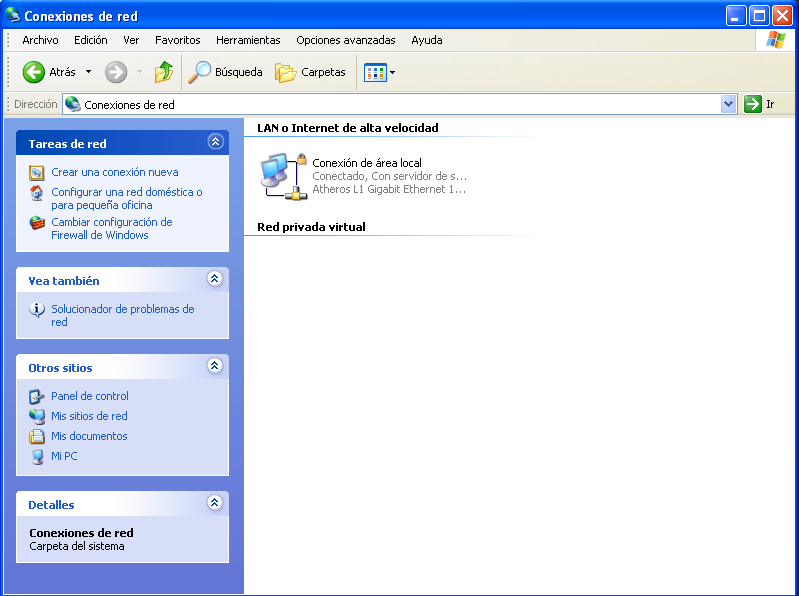 Conexiones de red
Archivo Edición Ver Favoritos Herramientas Opciones avanzadas Ayuda
Atrás Búsqueda Carpetas
Dirección Conexiones de red Ir
Tareas de red
Crear una conexión nueva
Configurar una red doméstica o
para pequeña oficina
Cambiar configuración de
Firewall de Windows
Vea también
Solucionador de problemas de
red
Otros sitios
Panel de control
Mis sitios de red
Mis documentos
Mi PC
Detalles
Conexiones de red
Carpeta del sistema
LAN o Internet de alta velocidad
Conexión de área local
Conectado, Con servidor de s...
Atheros L1 Gigabit Ethernet 1...
Red privada virtual